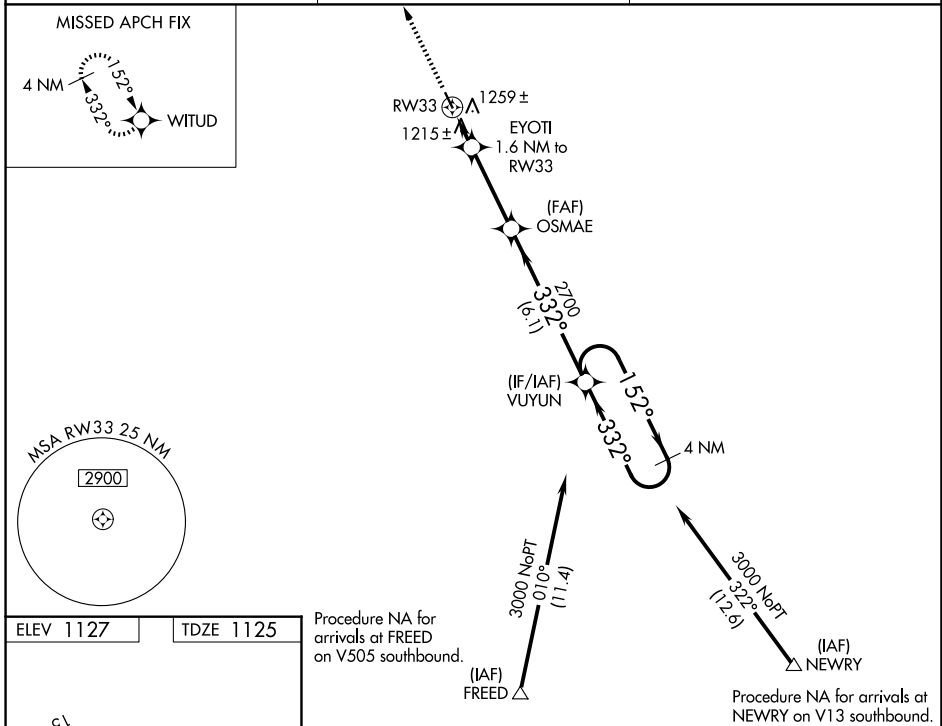 MISSED APCH FIX
4 NM
152°
332°
WITUD
RW33
1259 ±
1215 ±
EYOTI
1.6 NM to
RW33
(FAF)
OSMAE
2700
332°
(6.1)
(IF/IAF)
VUYUN
152°
332°
4 NM
MSA RW33 25 NM
2900
3000 NoPT
010°
(11.4)
3000 NoPT
322°
(12.6)
ELEV 1127
TDZE 1125
Procedure NA for
arrivals at FREED
on V505 southbound.
(IAF)
FREED
(IAF)
NEWRY
Procedure NA for arrivals at
NEWRY on V13 southbound.